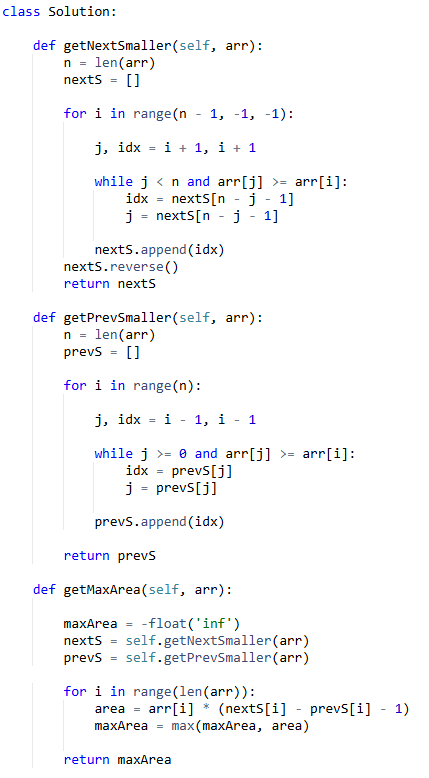 class Solution:
    def getNextSmaller(self, arr):
        n = len(arr)
        nextS = []
        for i in range(n - 1, -1, -1):
            j, idx = i + 1, i + 1
            while j < n and arr[j] >= arr[i]:
                idx = nextS[n - j - 1]
                j = nextS[n - j - 1]
            nextS.append(idx)
        nextS.reverse()
        return nextS
    def getPrevSmaller(self, arr):
        n = len(arr)
        prevS = []
        for i in range(n):
            j, idx = i - 1, i - 1
            while j >= 0 and arr[j] >= arr[i]:
                idx = prevS[j]
                j = prevS[j]
            prevS.append(idx)
        return prevS
    def getMaxArea(self, arr):
        maxArea = -float('inf')
        nextS = self.getNextSmaller(arr)
        prevS = self.getPrevSmaller(arr)
        for i in range(len(arr)):
            area = arr[i] * (nextS[i] - prevS[i] - 1)
            maxArea = max(maxArea, area)
        return maxArea